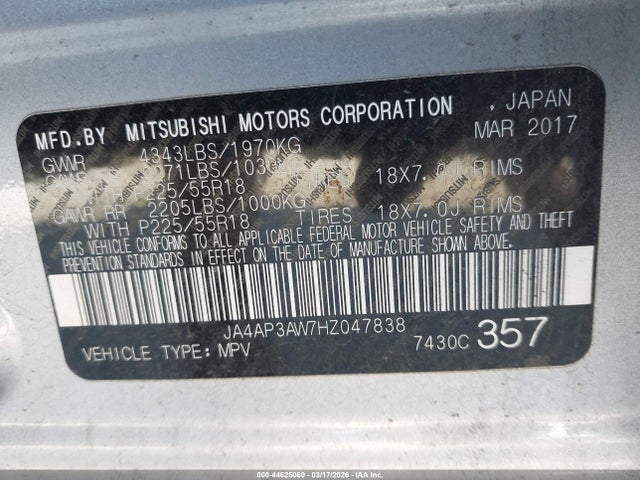 MFD.BY MITSUBISHI MOTORS CORPORATION , JAPAN
GVWR 4343LBS/1970KG MAR 2017
18X7.0J RIMS
225/55R18
GAWR RR 2205LBS/1000KG TIRES 18X7.0J RIMS
WITH P225/55R18
THIS VEHICLE CONFORMS TO ALL APPLICABLE FEDERAL MOTOR VEHICLE SAFETY AND THEFT
PREVENTION STANDARDS IN EFFECT ON THE DATE OF MANUFACTURE SHOWN ABOVE.
JA4AP3AW7HZ047838
VEHICLE TYPE: MPV 7430C 357
000-44625060 - 03/17/2026 - IAAI.COM